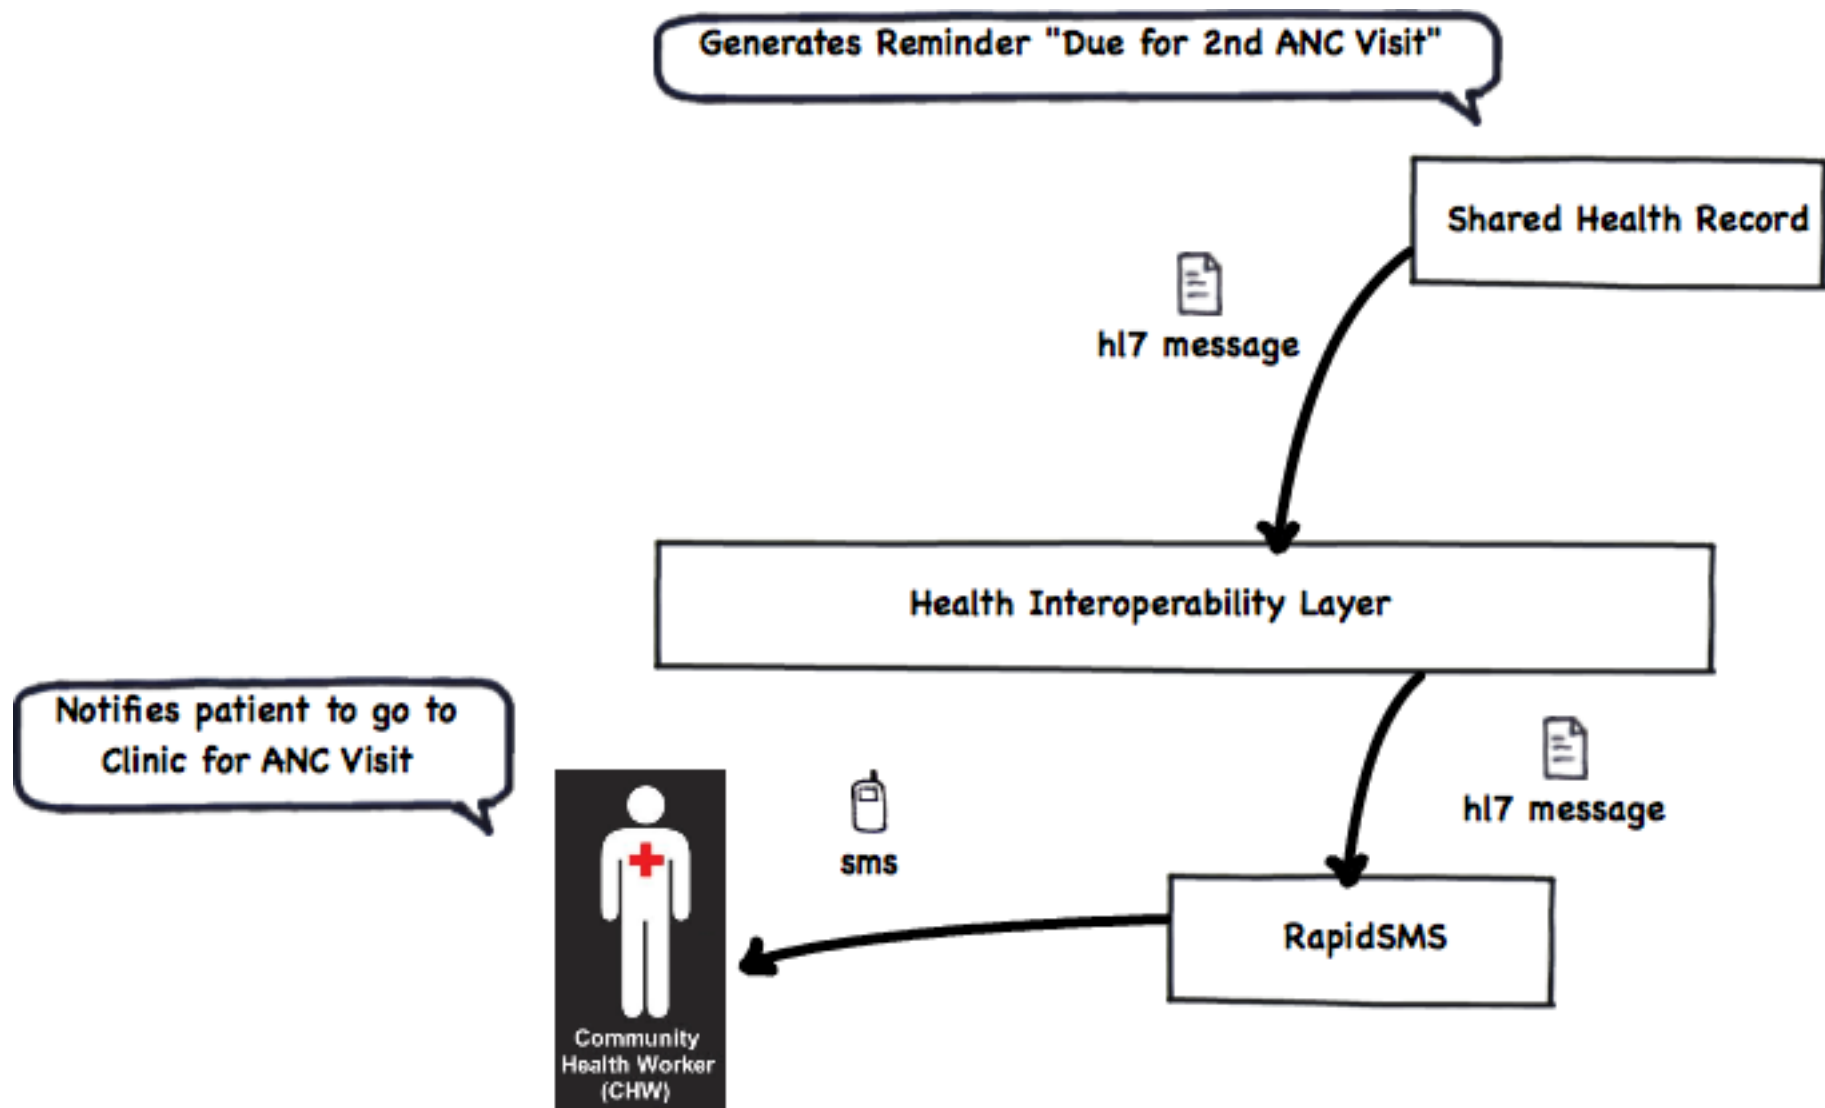 Generates Reminder "Due for 2nd ANC Visit"
Shared Health Record
hl7 message
Health Interoperability Layer
Notifies patient to go to
Clinic for ANC Visit
hl7 message
sms
RapidSMS
Community
Health Worker
(CHW)